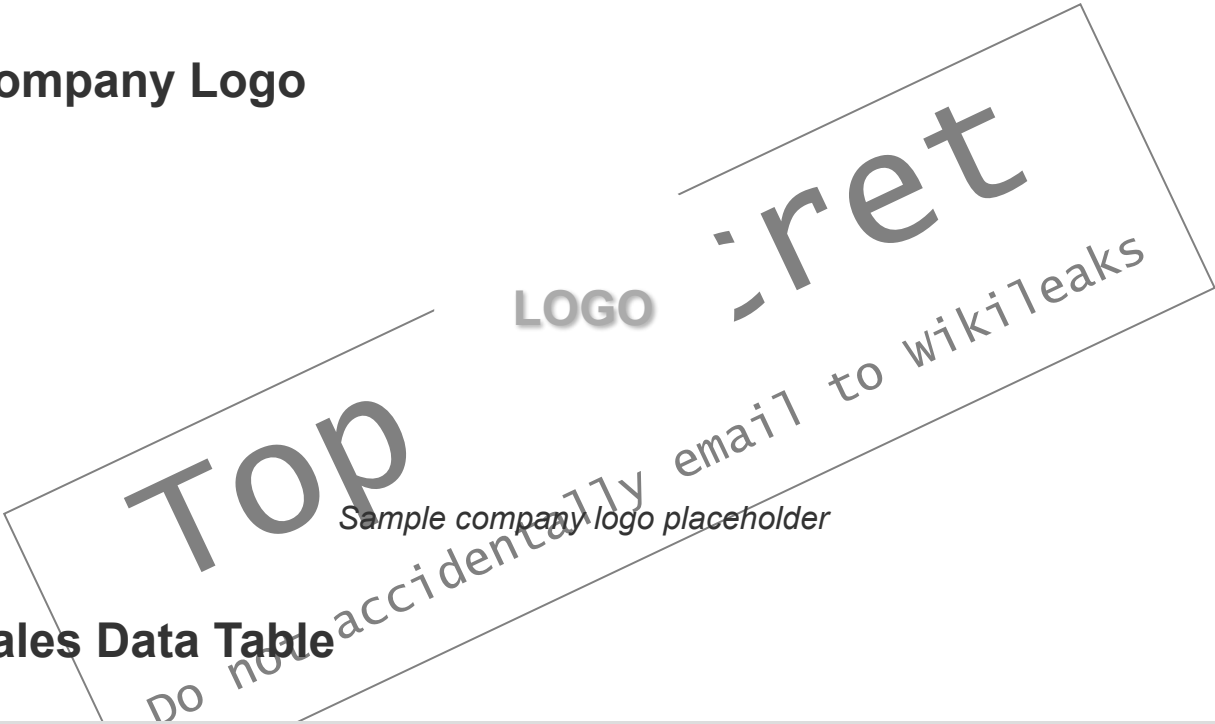 ompany Logo
LOGO
Top ret
Do not accidentally email to Wikileaks
Sample company logo placeholder
ales Data Table